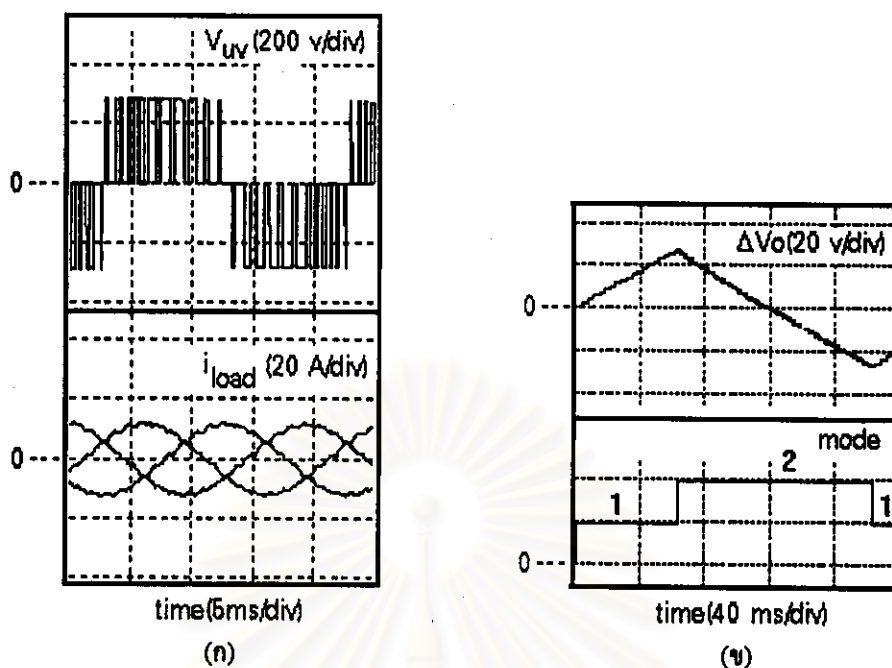 V_uv (200 v/div)
0
i_load (20 A/div)
0
time(5ms/div)
(ก)
ΔVo(20 v/div)
0
mode
2
1
1
0
time(40 ms/div)
(ข)